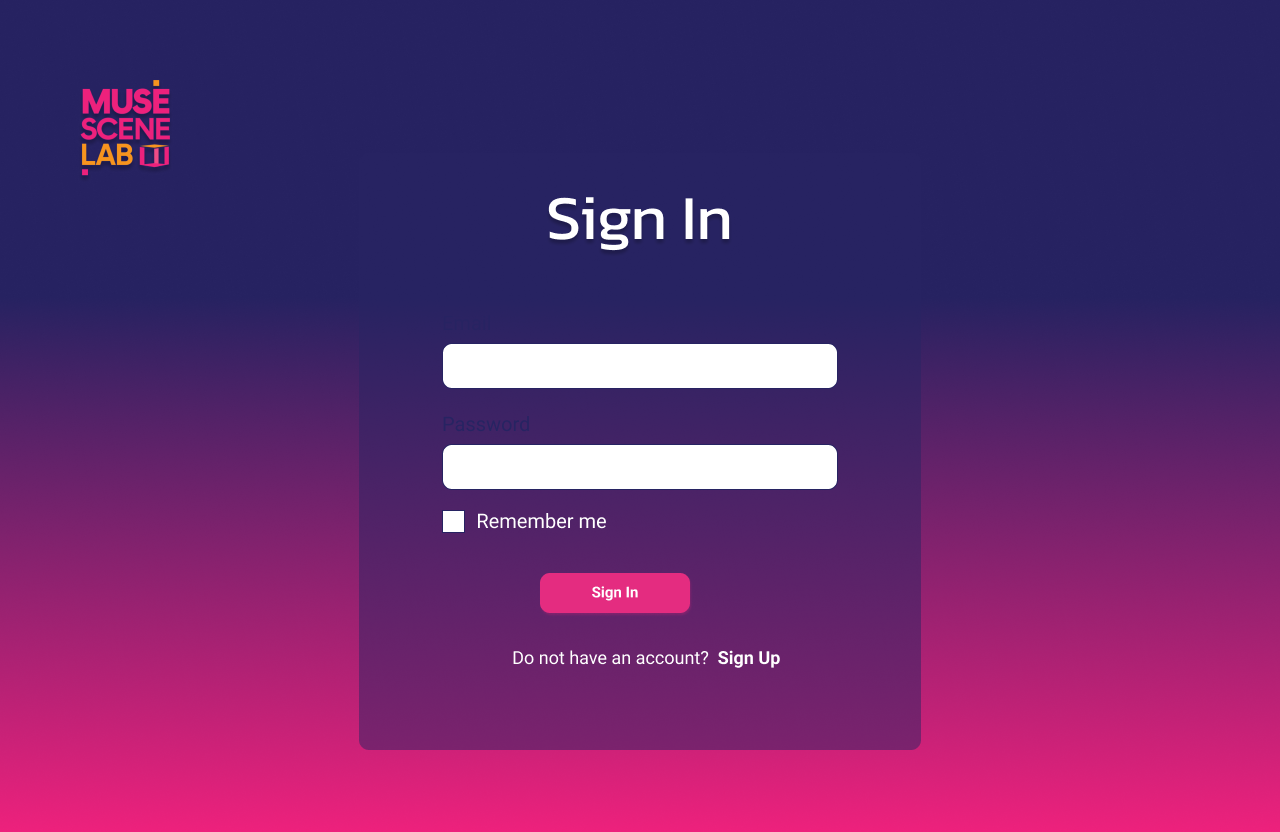 MUSE
SCENE
LAB
Sign In
Password
Remember me
Sign In
Do not have an account? Sign Up